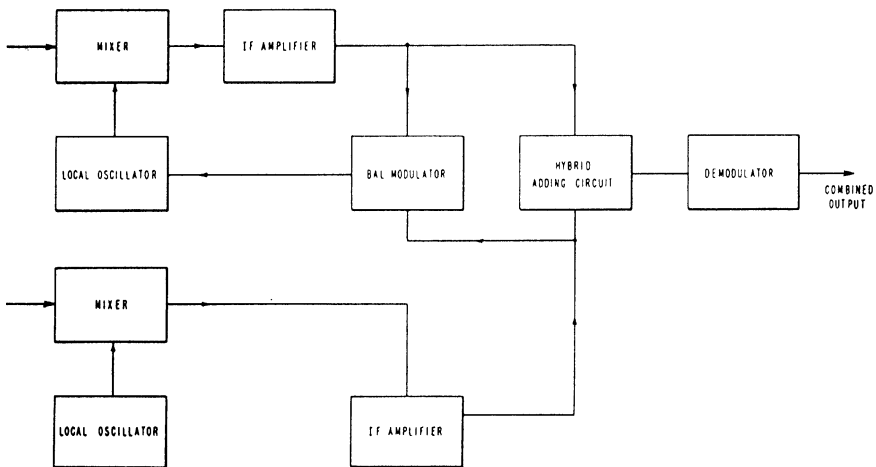 MIXER
IF AMPLIFIER
LOCAL OSCILLATOR
BAL MODULATOR
HYBRID
ADDING CIRCUIT
DEMODULATOR
COMBINED
OUTPUT
MIXER
LOCAL OSCILLATOR
IF AMPLIFIER